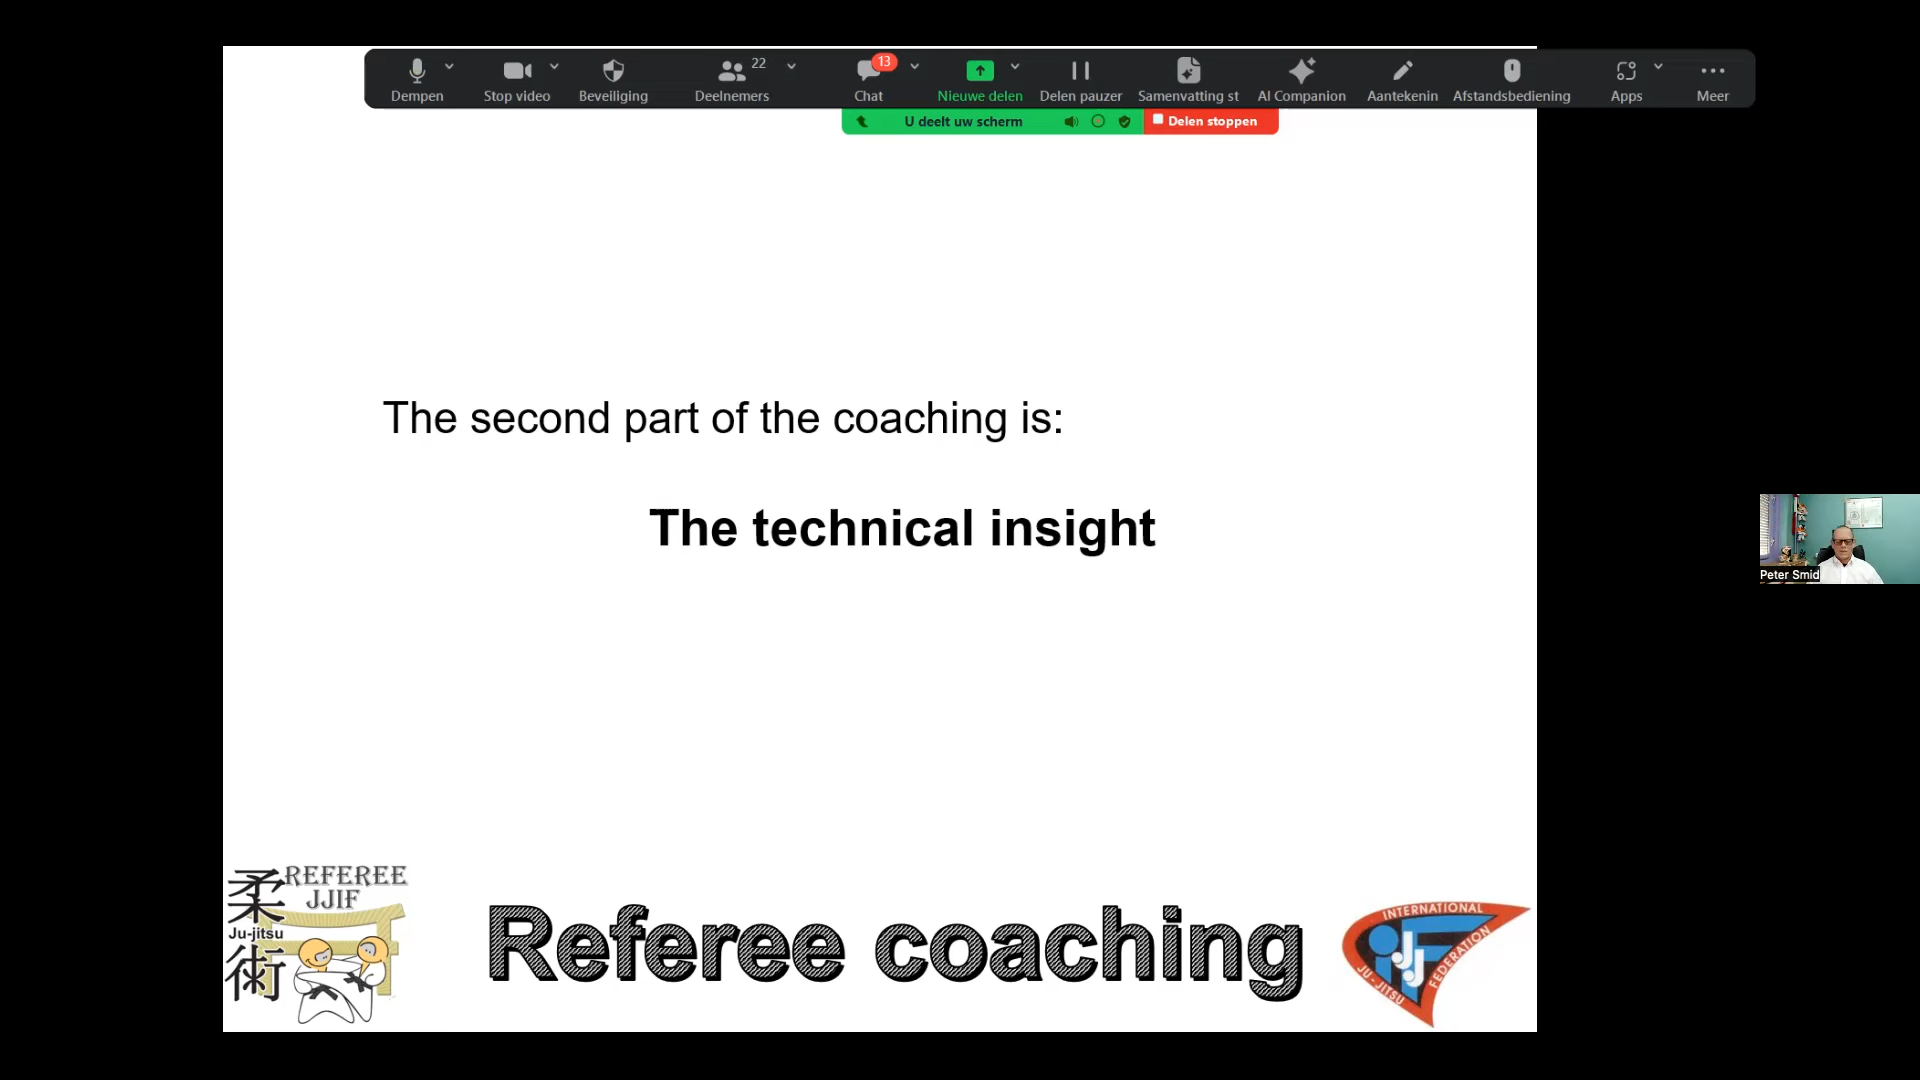 22
13
Dempen
Stop video
Beveiliging
Deelnemers
Chat
Nieuwe delen
Delen pauzer
Samenvatting st
AI Companion
Aantekenin
Afstandsbediening
Apps
Meer
U deelt uw scherm
Delen stoppen
The second part of the coaching is:
The technical insight
Peter Smid
REFEREE
JJIF
柔
Ju-jitsu
術
Referee coaching
INTERNATIONAL
JJIF
JU-JITSU
FEDERATION